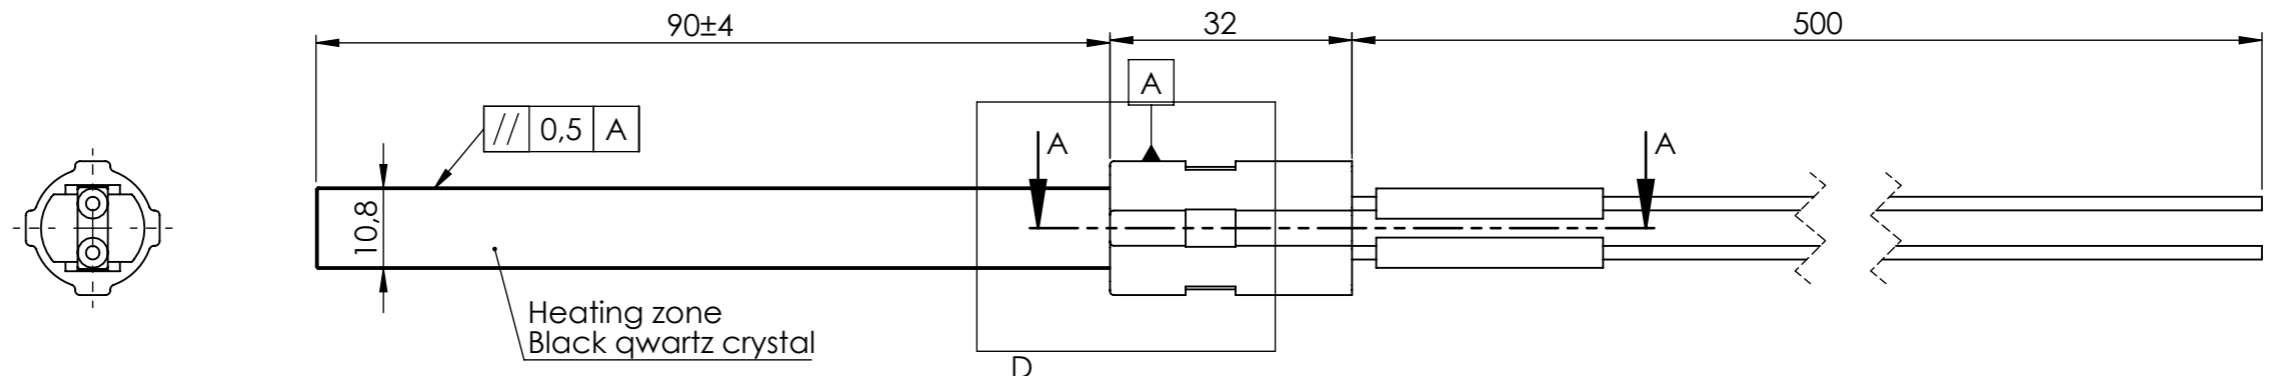 90±4
32
500
A
// 0,5 A
A
A
10,8
Heating zone
Black qwartz crystal
D